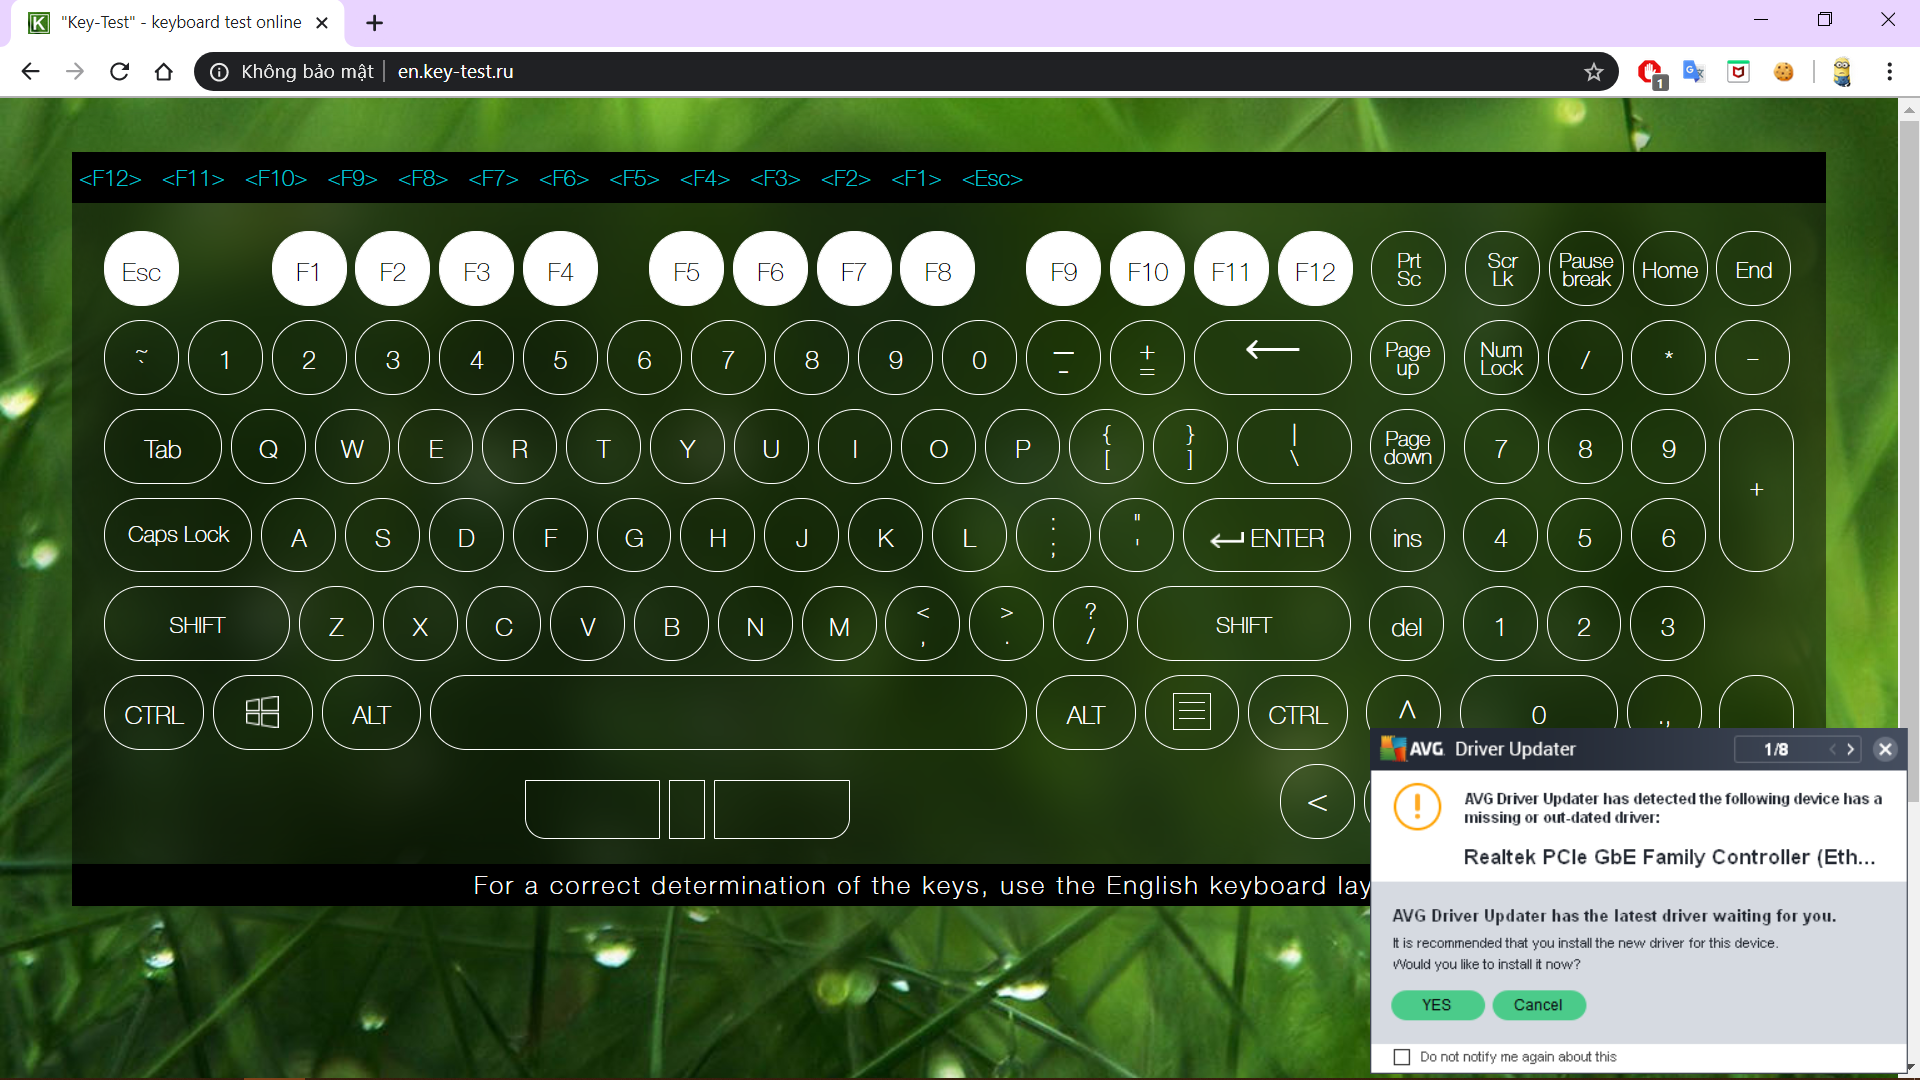 "Key-Test" - keyboard test online
Không bảo mật | en.key-test.ru
1
<F12> <F11> <F10> <F9> <F8> <F7> <F6> <F5> <F4> <F3> <F2> <F1> <Esc>
Esc F1 F2 F3 F4 F5 F6 F7 F8 F9 F10 F11 F12 Prt Sc Scr Lk Pause break Home End
~ ` 1 2 3 4 5 6 7 8 9 0 — - + = Page up Num Lock / * −
Tab Q W E R T Y U I O P { [ } ] | \ Page down 7 8 9 +
Caps Lock A S D F G H J K L : ; " ' ENTER ins 4 5 6
SHIFT Z X C V B N M < , > . ? / SHIFT del 1 2 3
CTRL ALT ALT CTRL ^ 0 .,
<
For a correct determination of the keys, use the English keyboard lay
AVG Driver Updater 1/8
AVG Driver Updater has detected the following device has a
missing or out-dated driver:
Realtek PCIe GbE Family Controller (Eth...
AVG Driver Updater has the latest driver waiting for you.
It is recommended that you install the new driver for this device.
Would you like to install it now?
YES Cancel
Do not notify me again about this